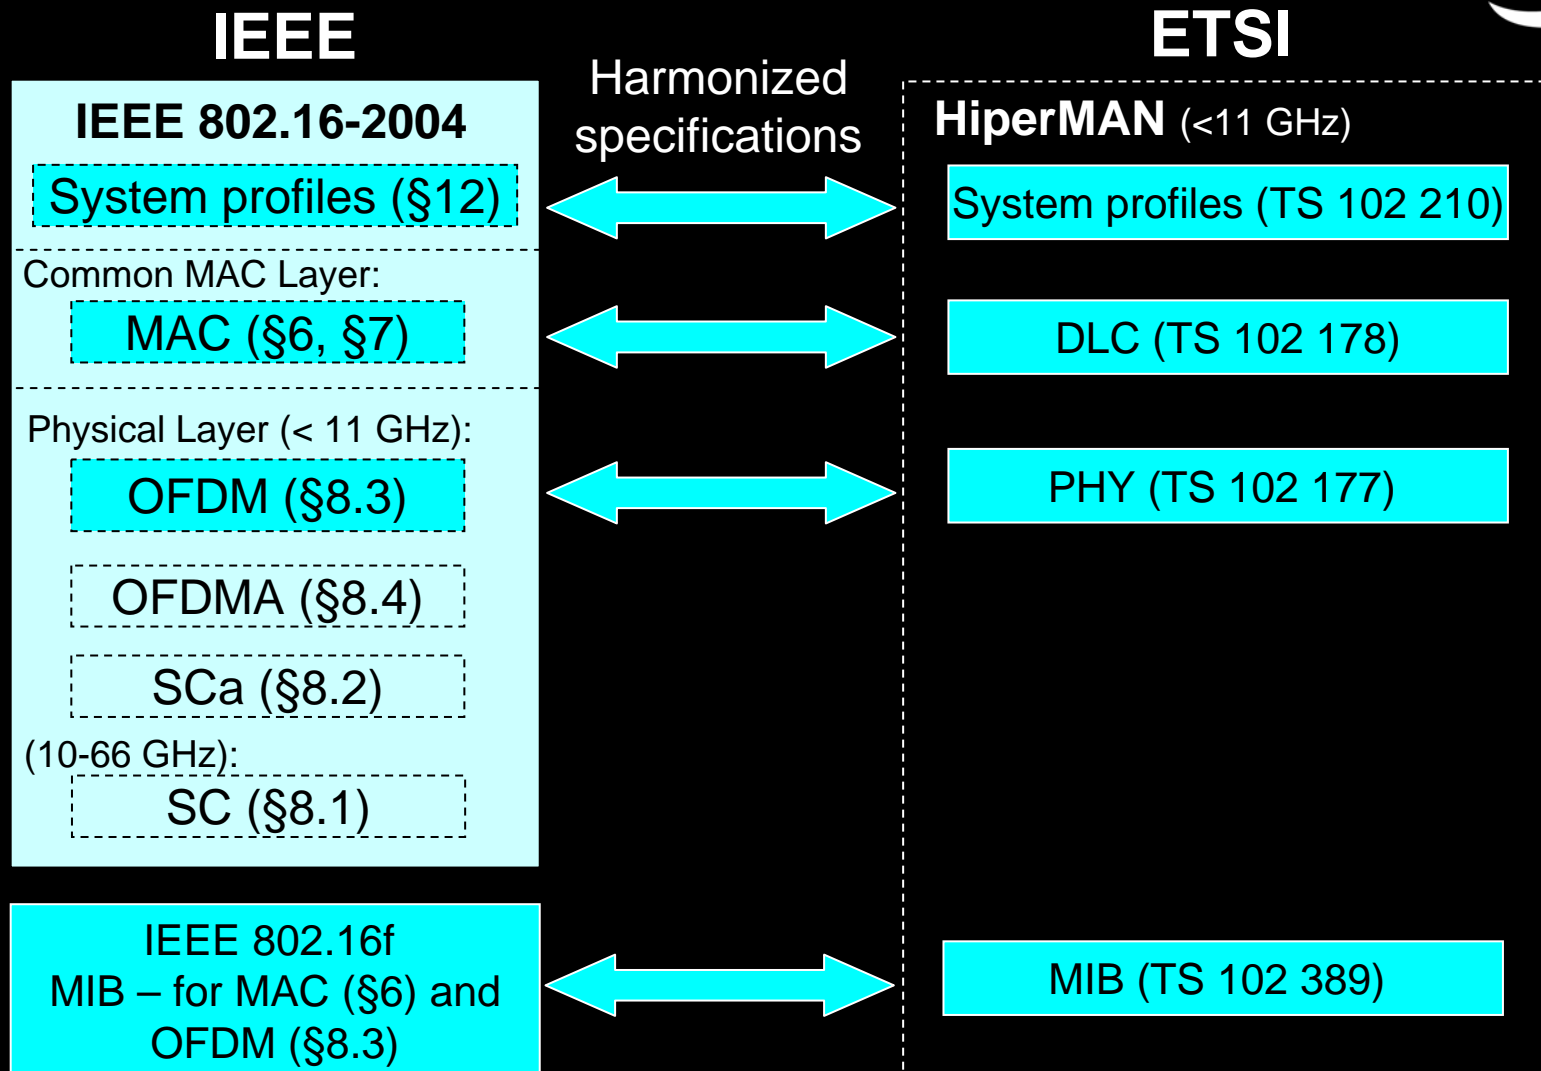 IEEE
ETSI
Harmonized
specifications
IEEE 802.16-2004
System profiles (§12)
Common MAC Layer:
MAC (§6, §7)
Physical Layer (< 11 GHz):
OFDM (§8.3)
OFDMA (§8.4)
SCa (§8.2)
(10-66 GHz):
SC (§8.1)
IEEE 802.16f
MIB – for MAC (§6) and
OFDM (§8.3)
HiperMAN (<11 GHz)
System profiles (TS 102 210)
DLC (TS 102 178)
PHY (TS 102 177)
MIB (TS 102 389)